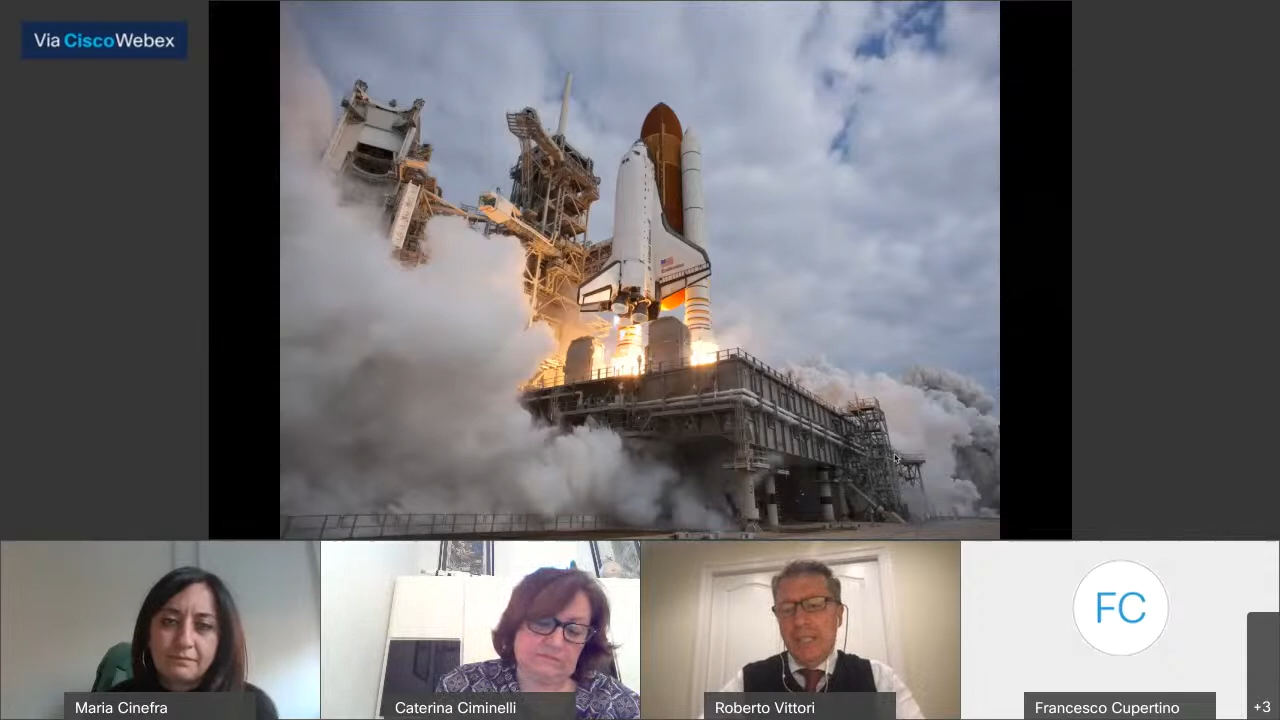 Via CiscoWebex
Maria Cinefra
Caterina Ciminelli
Roberto Vittori
FC
Francesco Cupertino
+3